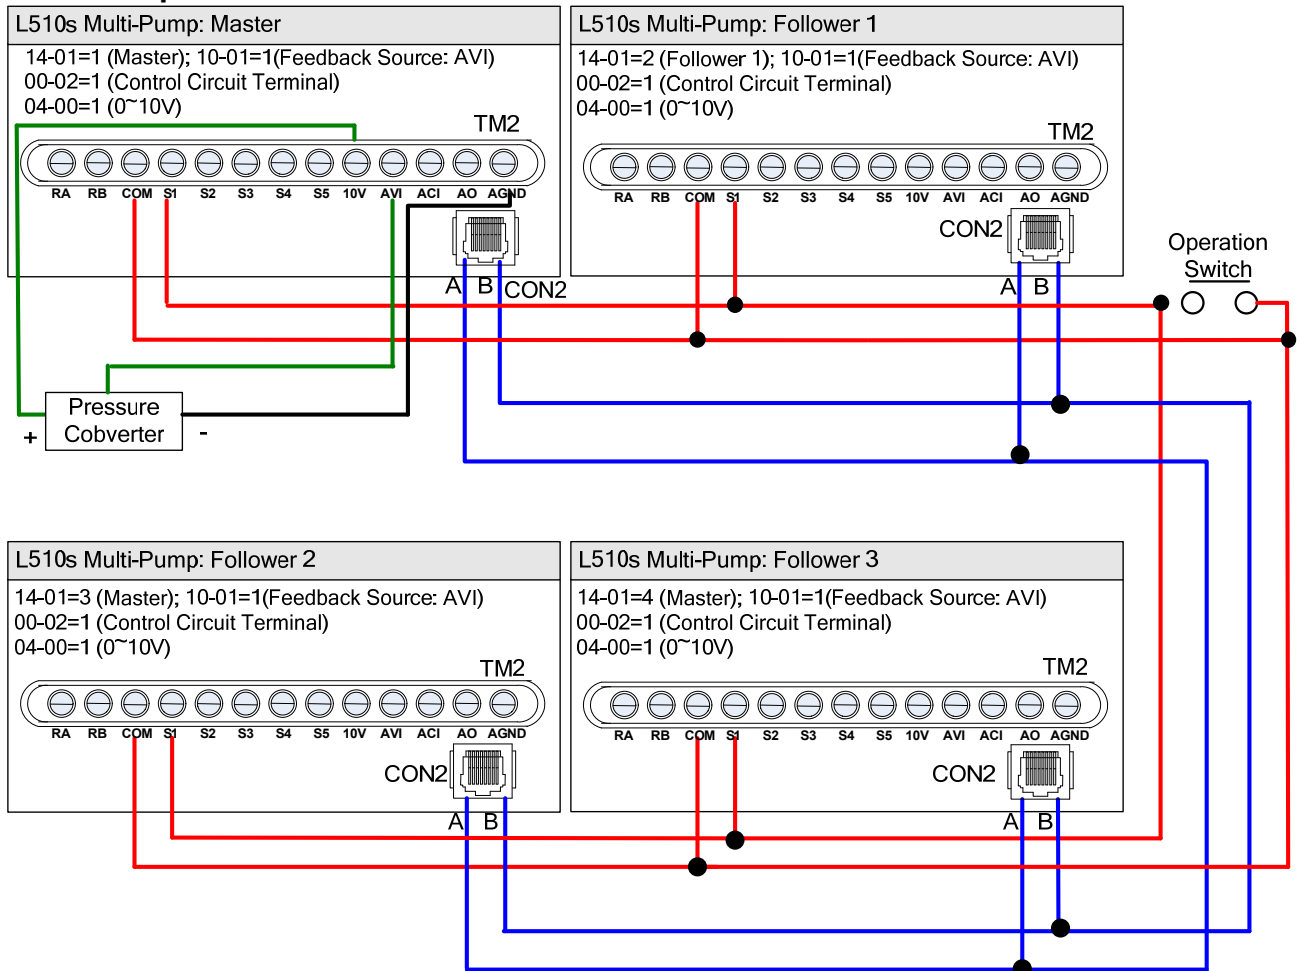 L510s Multi-Pump: Master
14-01=1 (Master); 10-01=1(Feedback Source: AVI)
00-02=1 (Control Circuit Terminal)
04-00=1 (0~10V)
TM2
RA RB COM S1 S2 S3 S4 S5 10V AVI ACI AO AGND
A B CON2
Pressure
Cobverter
+ -
L510s Multi-Pump: Follower 1
14-01=2 (Follower 1); 10-01=1(Feedback Source: AVI)
00-02=1 (Control Circuit Terminal)
04-00=1 (0~10V)
TM2
RA RB COM S1 S2 S3 S4 S5 10V AVI ACI AO AGND
CON2
A B
Operation
Switch
L510s Multi-Pump: Follower 2
14-01=3 (Master); 10-01=1(Feedback Source: AVI)
00-02=1 (Control Circuit Terminal)
04-00=1 (0~10V)
TM2
RA RB COM S1 S2 S3 S4 S5 10V AVI ACI AO AGND
CON2
A B
L510s Multi-Pump: Follower 3
14-01=4 (Master); 10-01=1(Feedback Source: AVI)
00-02=1 (Control Circuit Terminal)
04-00=1 (0~10V)
TM2
RA RB COM S1 S2 S3 S4 S5 10V AVI ACI AO AGND
CON2
A B